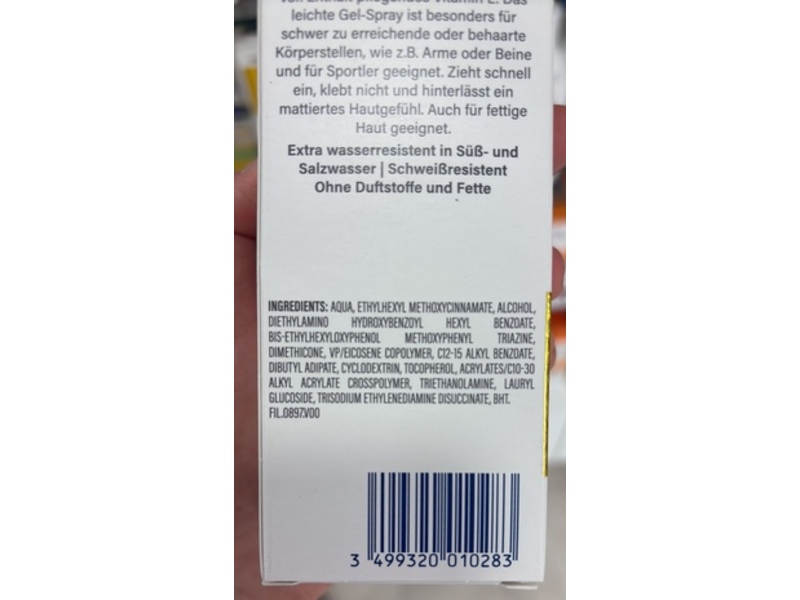 leichte Gel-Spray ist besonders für
schwer zu erreichende oder behaarte
Körperstellen, wie z.B. Arme oder Beine
und für Sportler geeignet. Zieht schnell
ein, klebt nicht und hinterlässt ein
mattiertes Hautgefühl. Auch für fettige
Haut geeignet.
Extra wasserresistent in Süß- und
Salzwasser | Schweißresistent
Ohne Duftstoffe und Fette
INGREDIENTS: AQUA, ETHYLHEXYL METHOXYCINNAMATE, ALCOHOL,
DIETHYLAMINO HYDROXYBENZOYL HEXYL BENZOATE,
BIS-ETHYLHEXYLOXYPHENOL METHOXYPHENYL TRIAZINE,
DIMETHICONE, VP/EICOSENE COPOLYMER, C12-15 ALKYL BENZOATE,
DIBUTYL ADIPATE, CYCLODEXTRIN, TOCOPHEROL, ACRYLATES/C10-30
ALKYL ACRYLATE CROSSPOLYMER, TRIETHANOLAMINE, LAURYL
GLUCOSIDE, TRISODIUM ETHYLENEDIAMINE DISUCCINATE, BHT.
FIL.0897.V00
3 499320 010283